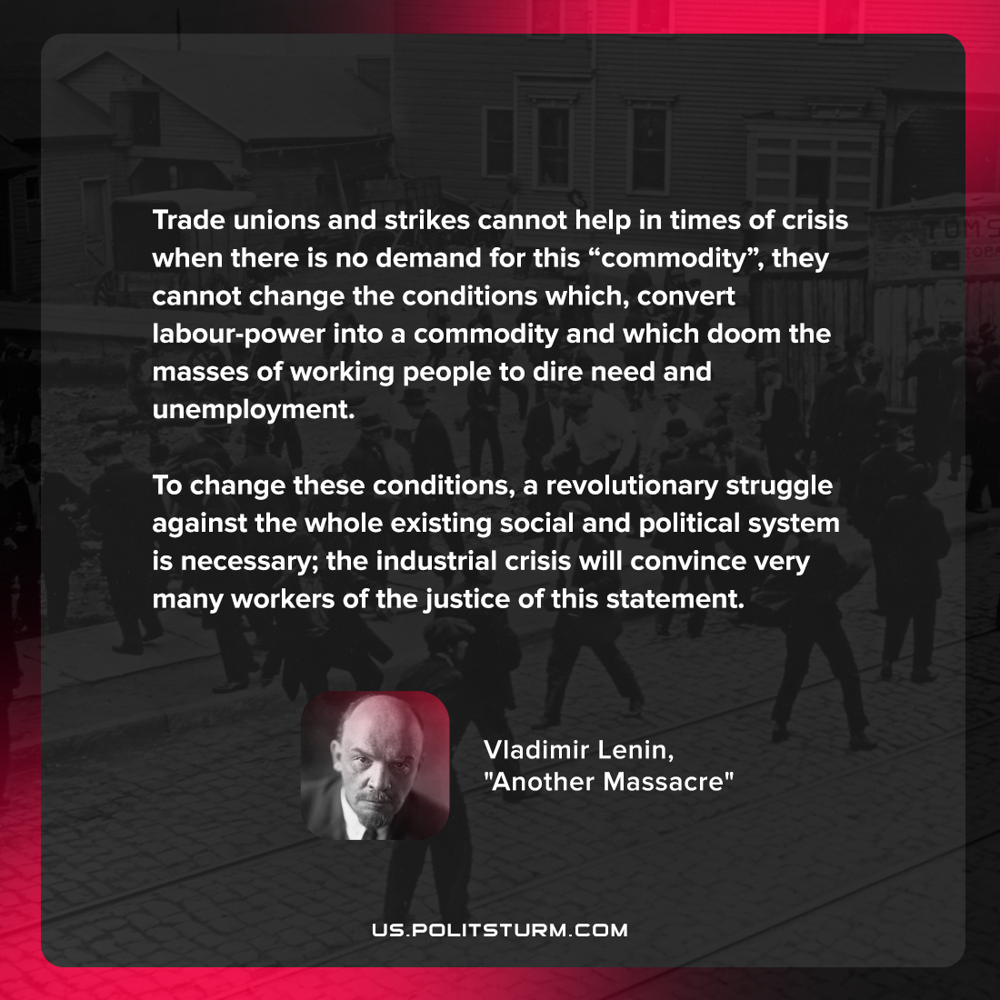 Trade unions and strikes cannot help in times of crisis
when there is no demand for this “commodity”, they
cannot change the conditions which, convert
labour-power into a commodity and which doom the
masses of working people to dire need and
unemployment.
To change these conditions, a revolutionary struggle
against the whole existing social and political system
is necessary; the industrial crisis will convince very
many workers of the justice of this statement.
Vladimir Lenin,
"Another Massacre"
US.POLITSTURM.COM
TOM'S